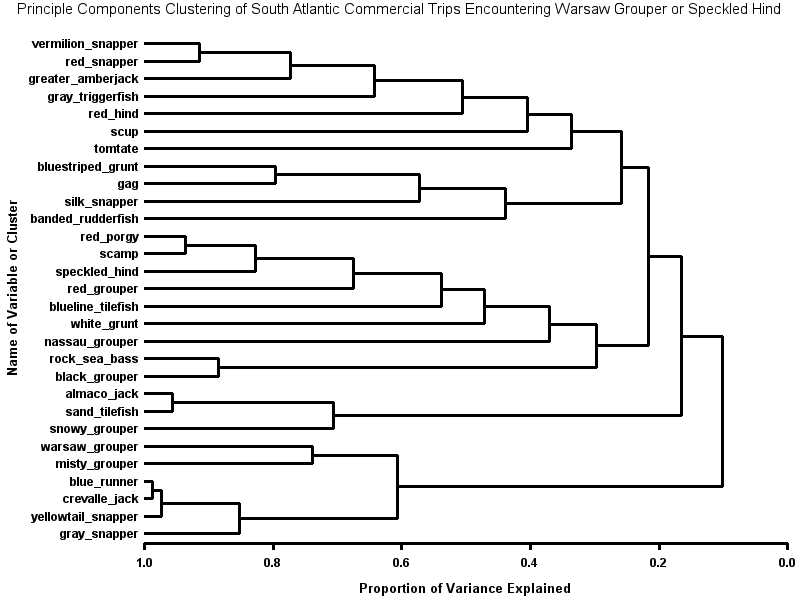 Principle Components Clustering of South Atlantic Commercial Trips Encountering Warsaw Grouper or Speckled Hind
Name of Variable or Cluster
vermilion_snapper
red_snapper
greater_amberjack
gray_triggerfish
red_hind
scup
tomtate
bluestriped_grunt
gag
silk_snapper
banded_rudderfish
red_porgy
scamp
speckled_hind
red_grouper
blueline_tilefish
white_grunt
nassau_grouper
rock_sea_bass
black_grouper
almaco_jack
sand_tilefish
snowy_grouper
warsaw_grouper
misty_grouper
blue_runner
crevalle_jack
yellowtail_snapper
gray_snapper
1.0 0.8 0.6 0.4 0.2 0.0
Proportion of Variance Explained